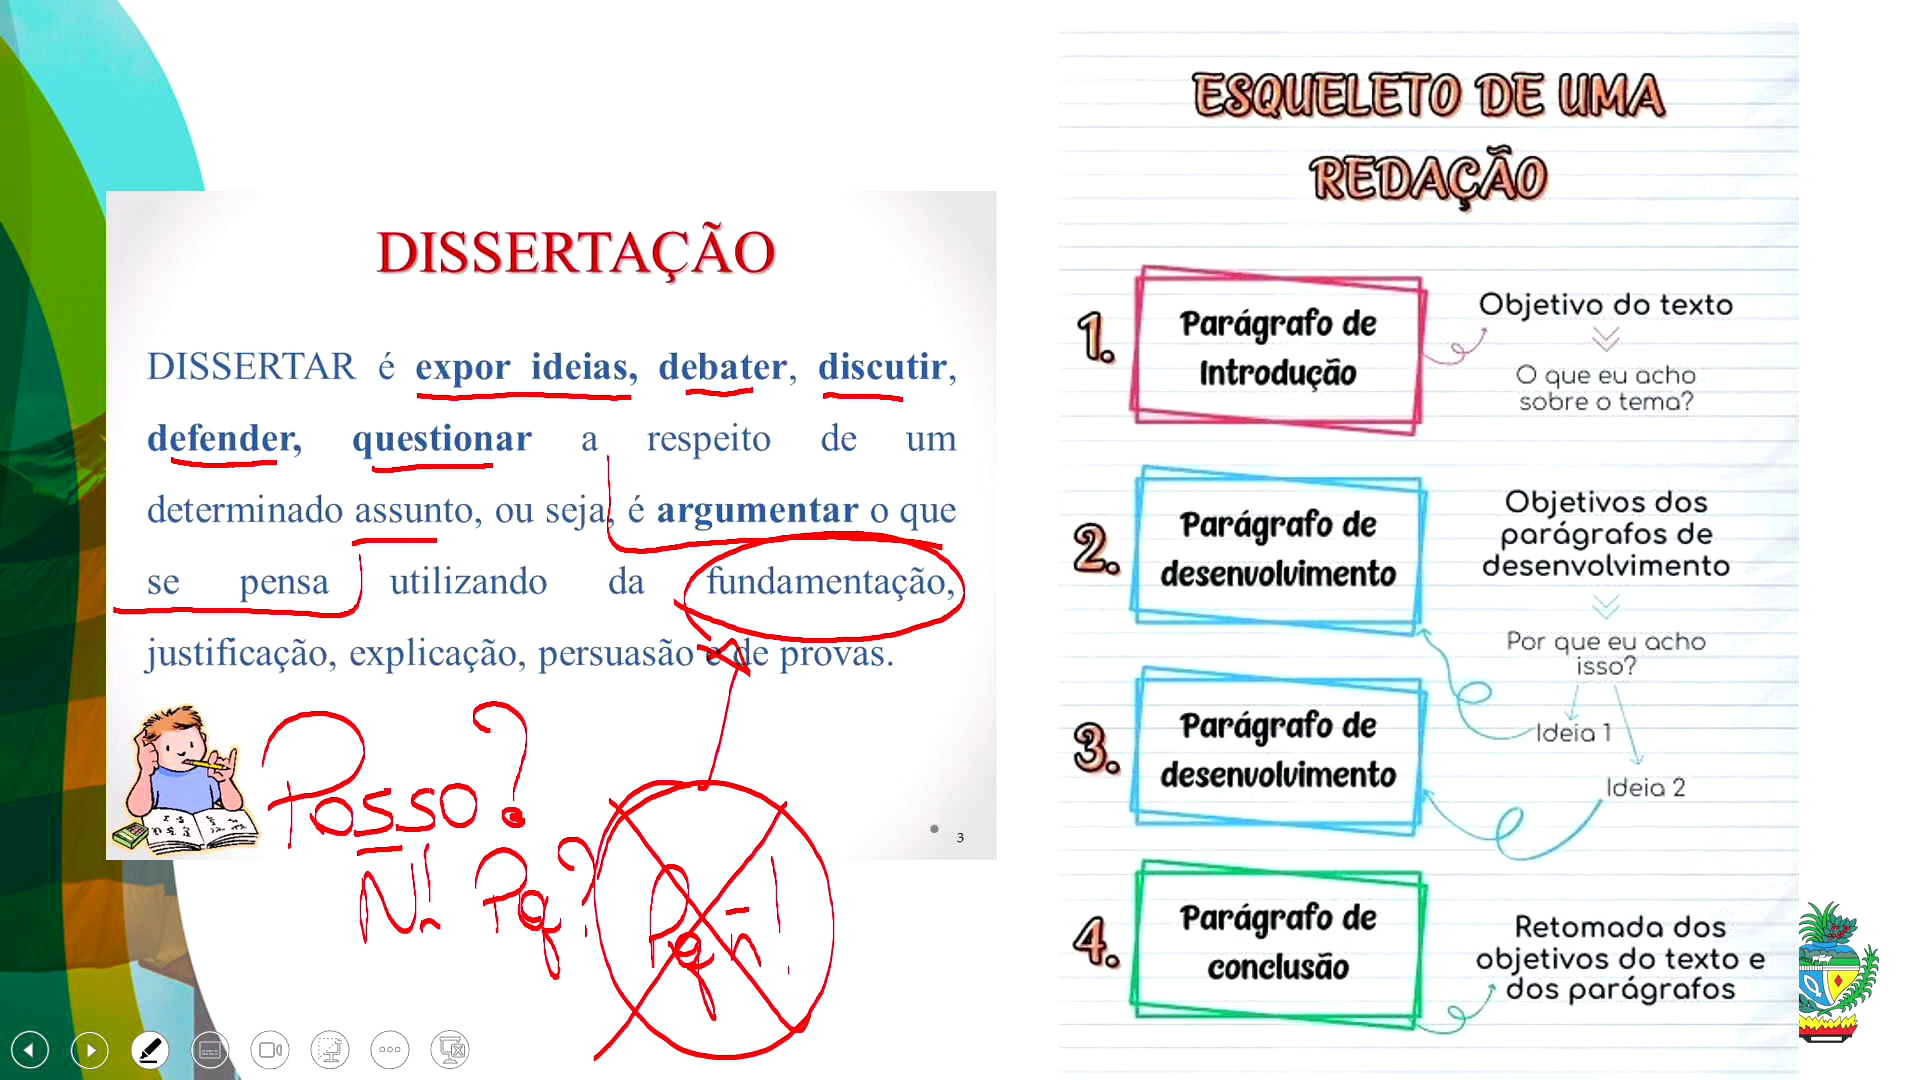 DISSERTAÇÃO
DISSERTAR é expor ideias, debater, discutir,
defender, questionar a respeito de um
determinado assunto, ou seja, é argumentar o que
se pensa utilizando da fundamentação,
justificação, explicação, persuasão e de provas.
Posso?
N! Pq?
Pq ñ!
3
ESQUELETO DE UMA
REDAÇÃO
1.
Parágrafo de
Introdução
Objetivo do texto
O que eu acho
sobre o tema?
2.
Parágrafo de
desenvolvimento
Objetivos dos
parágrafos de
desenvolvimento
Por que eu acho
isso?
Ideia 1
Ideia 2
3.
Parágrafo de
desenvolvimento
4.
Parágrafo de
conclusão
Retomada dos
objetivos do texto e
dos parágrafos